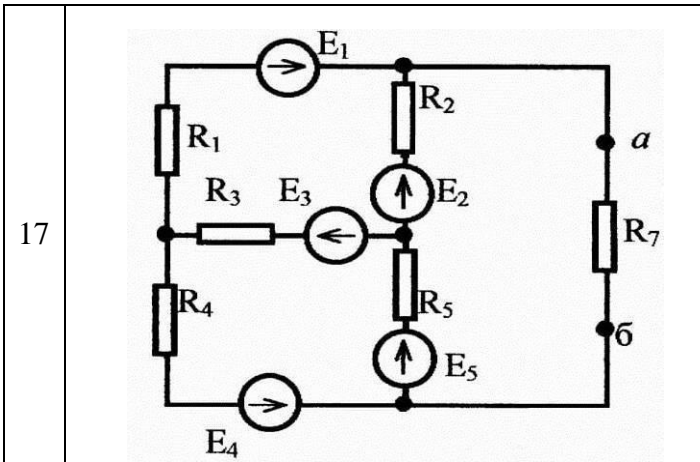 E₁
R₂
R₁
а
R₃ E₃ E₂
17
R₇
R₄
R₅
б
E₅
E₄